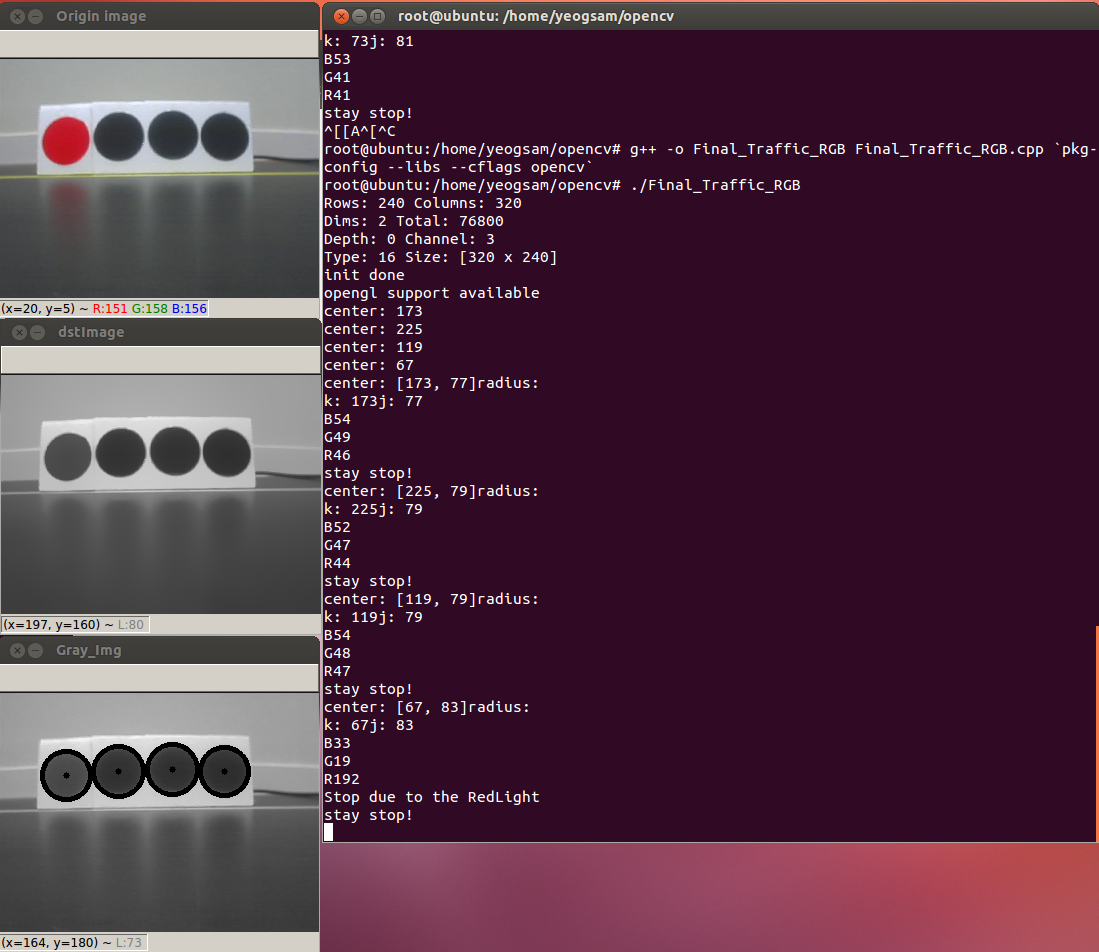 Origin image
(x=20, y=5) ~ R:151 G:158 B:156
dstImage
(x=197, y=160) ~ L:80
Gray_Img
(x=164, y=180) ~ L:73
root@ubuntu: /home/yeogsam/opencv
k: 73j: 81
B53
G41
R41
stay stop!
^[[A^[^C
root@ubuntu:/home/yeogsam/opencv# g++ -o Final_Traffic_RGB Final_Traffic_RGB.cpp `pkg-
config --libs --cflags opencv`
root@ubuntu:/home/yeogsam/opencv# ./Final_Traffic_RGB
Rows: 240 Columns: 320
Dims: 2 Total: 76800
Depth: 0 Channel: 3
Type: 16 Size: [320 x 240]
init done
opengl support available
center: 173
center: 225
center: 119
center: 67
center: [173, 77]radius:
k: 173j: 77
B54
G49
R46
stay stop!
center: [225, 79]radius:
k: 225j: 79
B52
G47
R44
stay stop!
center: [119, 79]radius:
k: 119j: 79
B54
G48
R47
stay stop!
center: [67, 83]radius:
k: 67j: 83
B33
G19
R192
Stop due to the RedLight
stay stop!